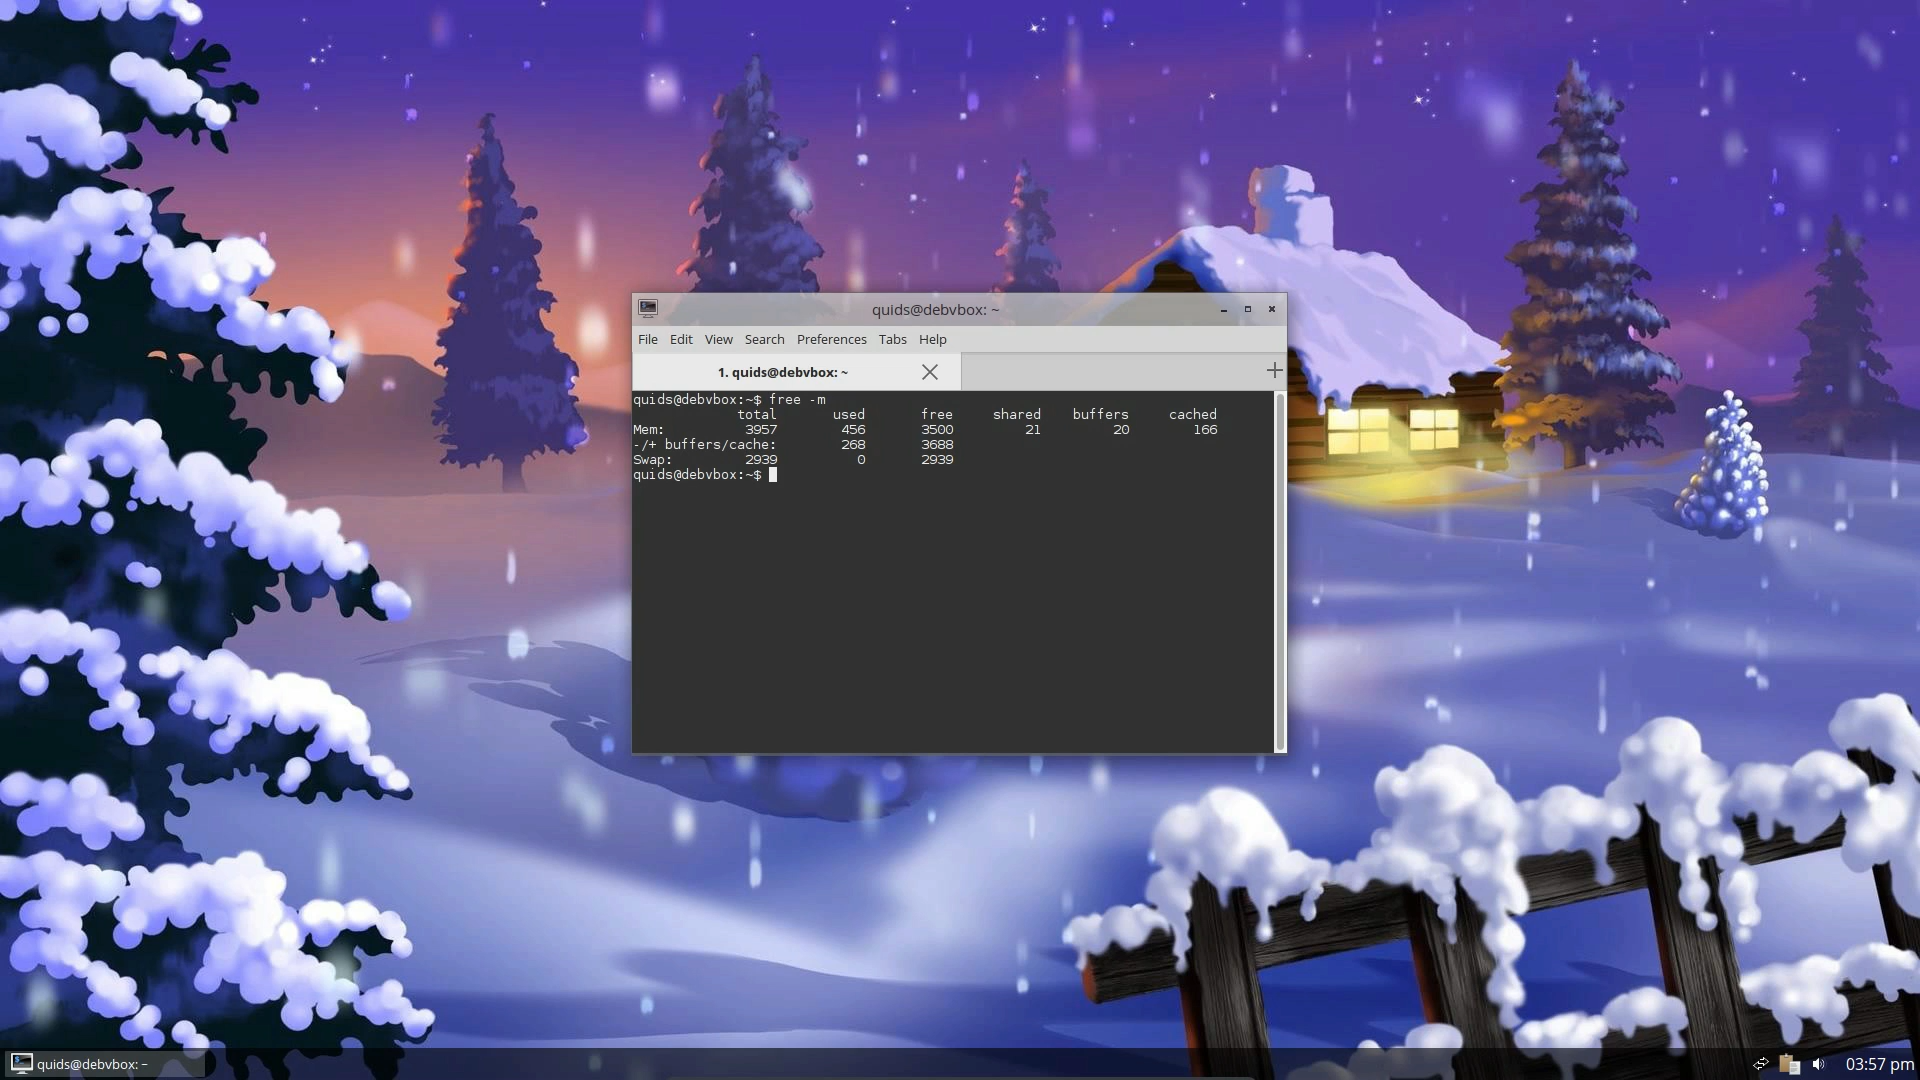 quids@debvbox: ~
File Edit View Search Preferences Tabs Help
1. quids@debvbox: ~
quids@debvbox:~$ free -m
total used free shared buffers cached
Mem: 3957 456 3500 21 20 166
-/+ buffers/cache: 268 3688
Swap: 2939 0 2939
quids@debvbox:~$
quids@debvbox: ~
03:57 pm